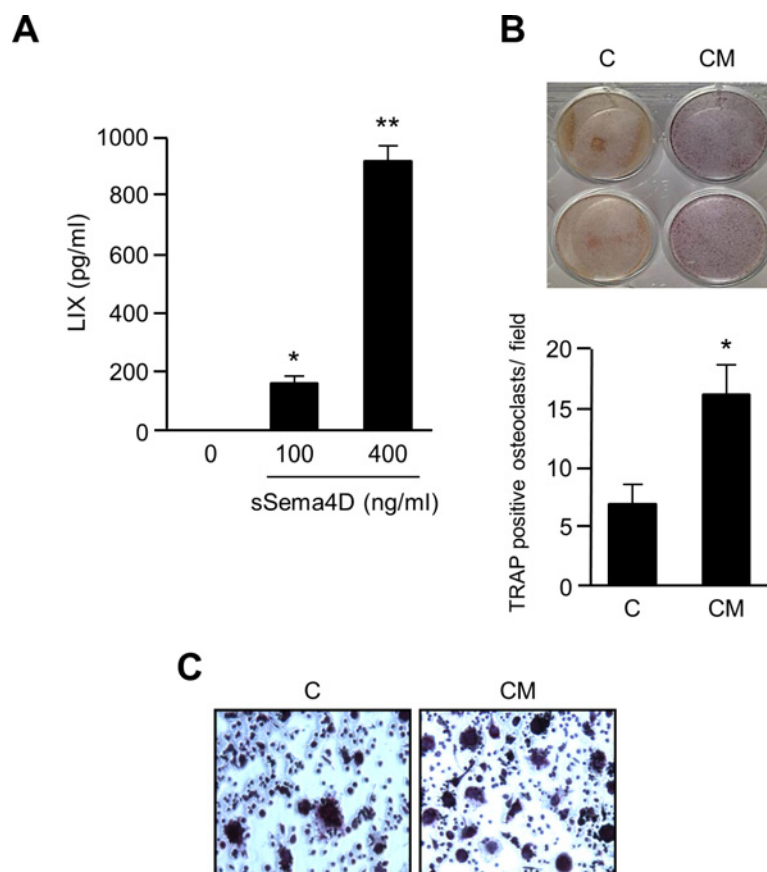 A
LIX (pg/ml)
1000
800
600
400
200
0
*
**
0 100 400
sSema4D (ng/ml)
B
C CM
TRAP positive osteoclasts/ field
20
15
10
5
0
*
C CM
C
C CM